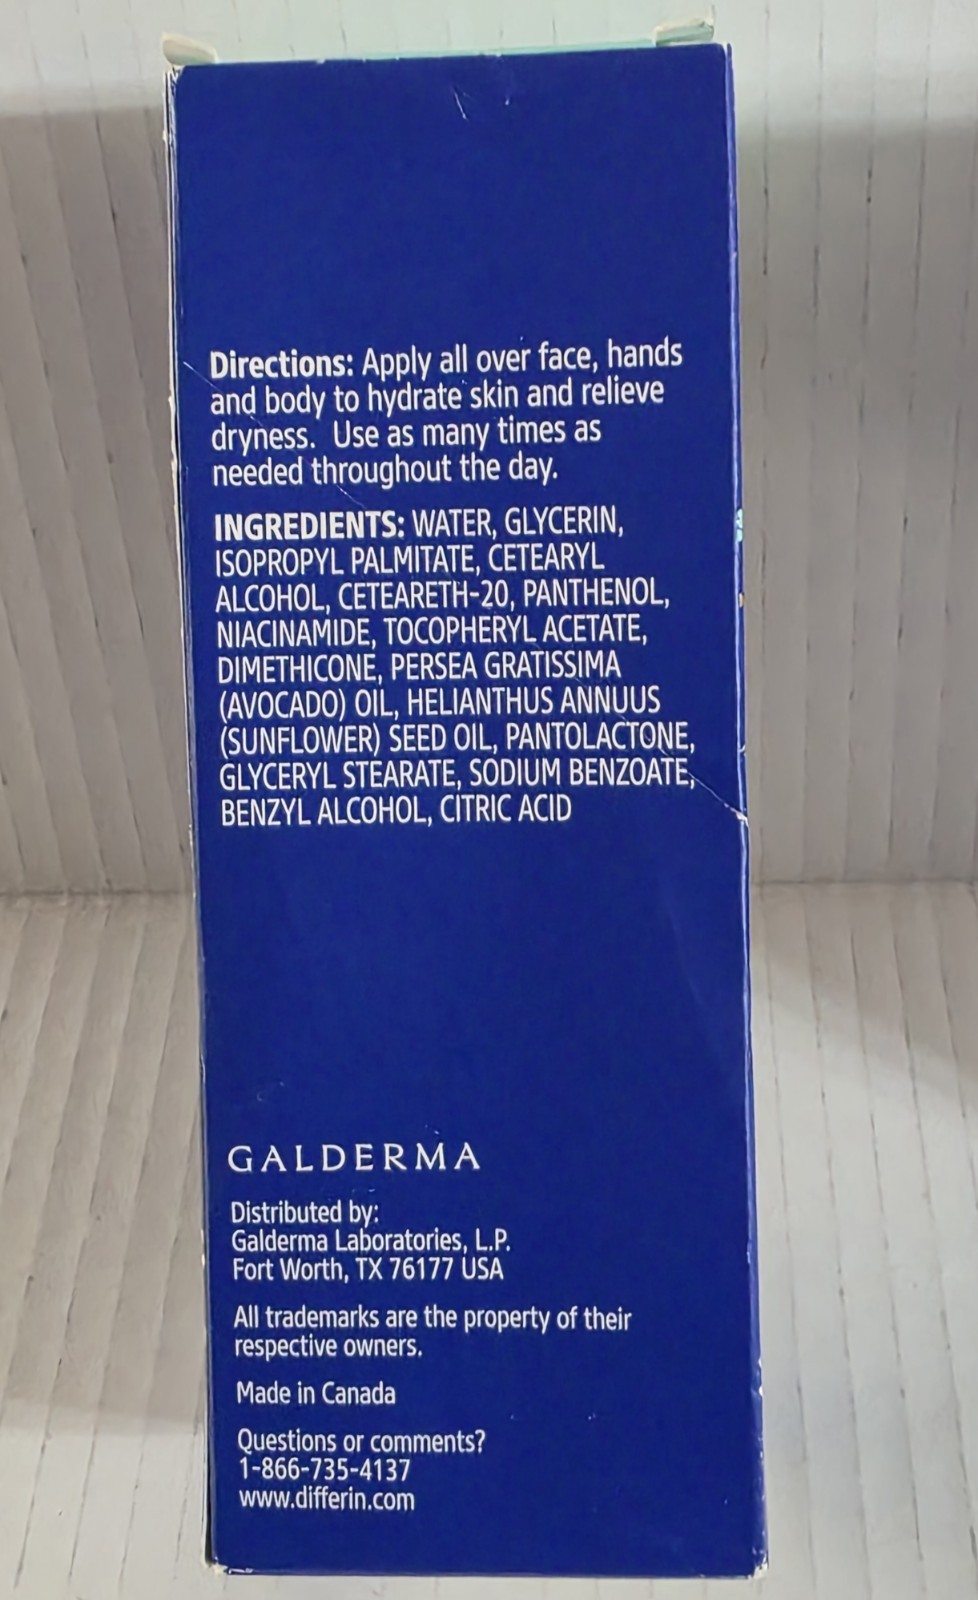 Directions: Apply all over face, hands
and body to hydrate skin and relieve
dryness. Use as many times as
needed throughout the day.
INGREDIENTS: WATER, GLYCERIN,
ISOPROPYL PALMITATE, CETEARYL
ALCOHOL, CETEARETH-20, PANTHENOL,
NIACINAMIDE, TOCOPHERYL ACETATE,
DIMETHICONE, PERSEA GRATISSIMA
(AVOCADO) OIL, HELIANTHUS ANNUUS
(SUNFLOWER) SEED OIL, PANTOLACTONE,
GLYCERYL STEARATE, SODIUM BENZOATE,
BENZYL ALCOHOL, CITRIC ACID
GALDERMA
Distributed by:
Galderma Laboratories, L.P.
Fort Worth, TX 76177 USA
All trademarks are the property of their
respective owners.
Made in Canada
Questions or comments?
1-866-735-4137
www.differin.com